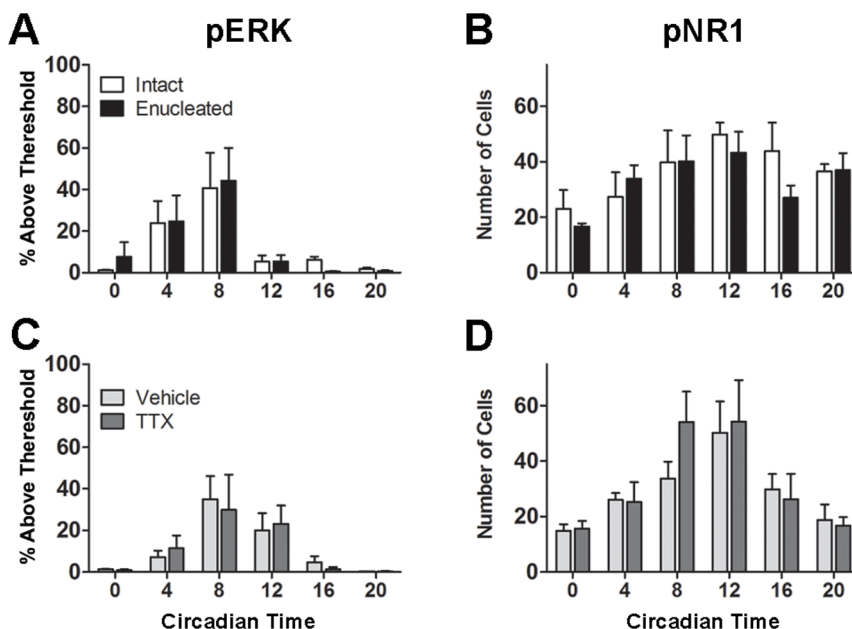 A pERK
% Above Thereshold
100
80
60
40
20
0
Intact
Enucleated
0 4 8 12 16 20
B pNR1
Number of Cells
60
40
20
0
0 4 8 12 16 20
C
% Above Thereshold
100
80
60
40
20
0
Vehicle
TTX
0 4 8 12 16 20
Circadian Time
D
Number of Cells
60
40
20
0
0 4 8 12 16 20
Circadian Time